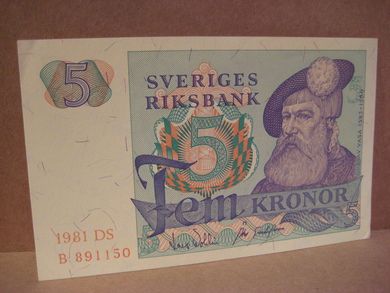 5
SVERIGES
RIKSBANK
5
Fem KRONOR
1981 DS
B 891150
5